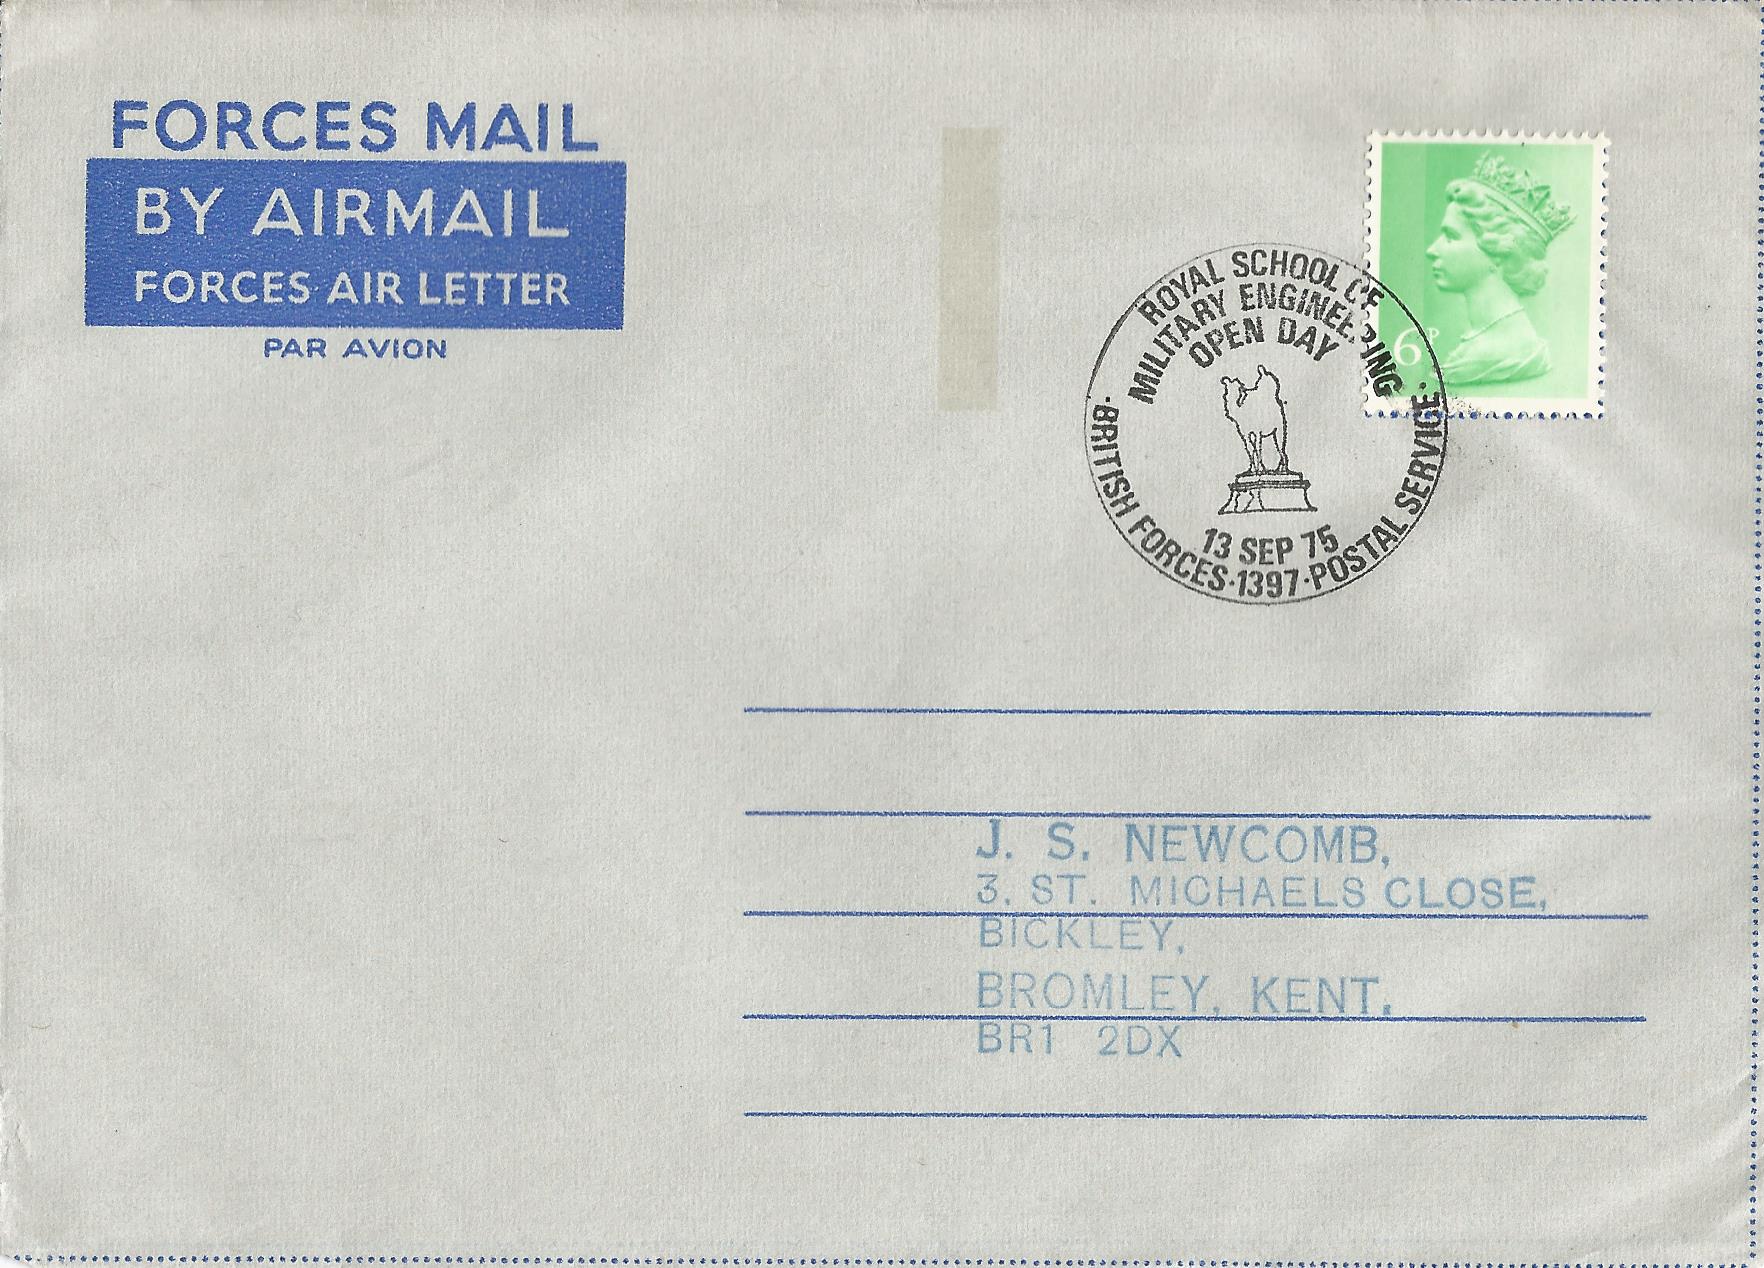 FORCES MAIL
BY AIRMAIL
FORCES AIR LETTER
PAR AVION
6P
ROYAL SCHOOL OF
MILITARY ENGINEERING
OPEN DAY
13 SEP 75
·BRITISH FORCES·1397·POSTAL SERVICE·
J. S. NEWCOMB,
3. ST. MICHAELS CLOSE,
BICKLEY,
BROMLEY, KENT.
BR1 2DX